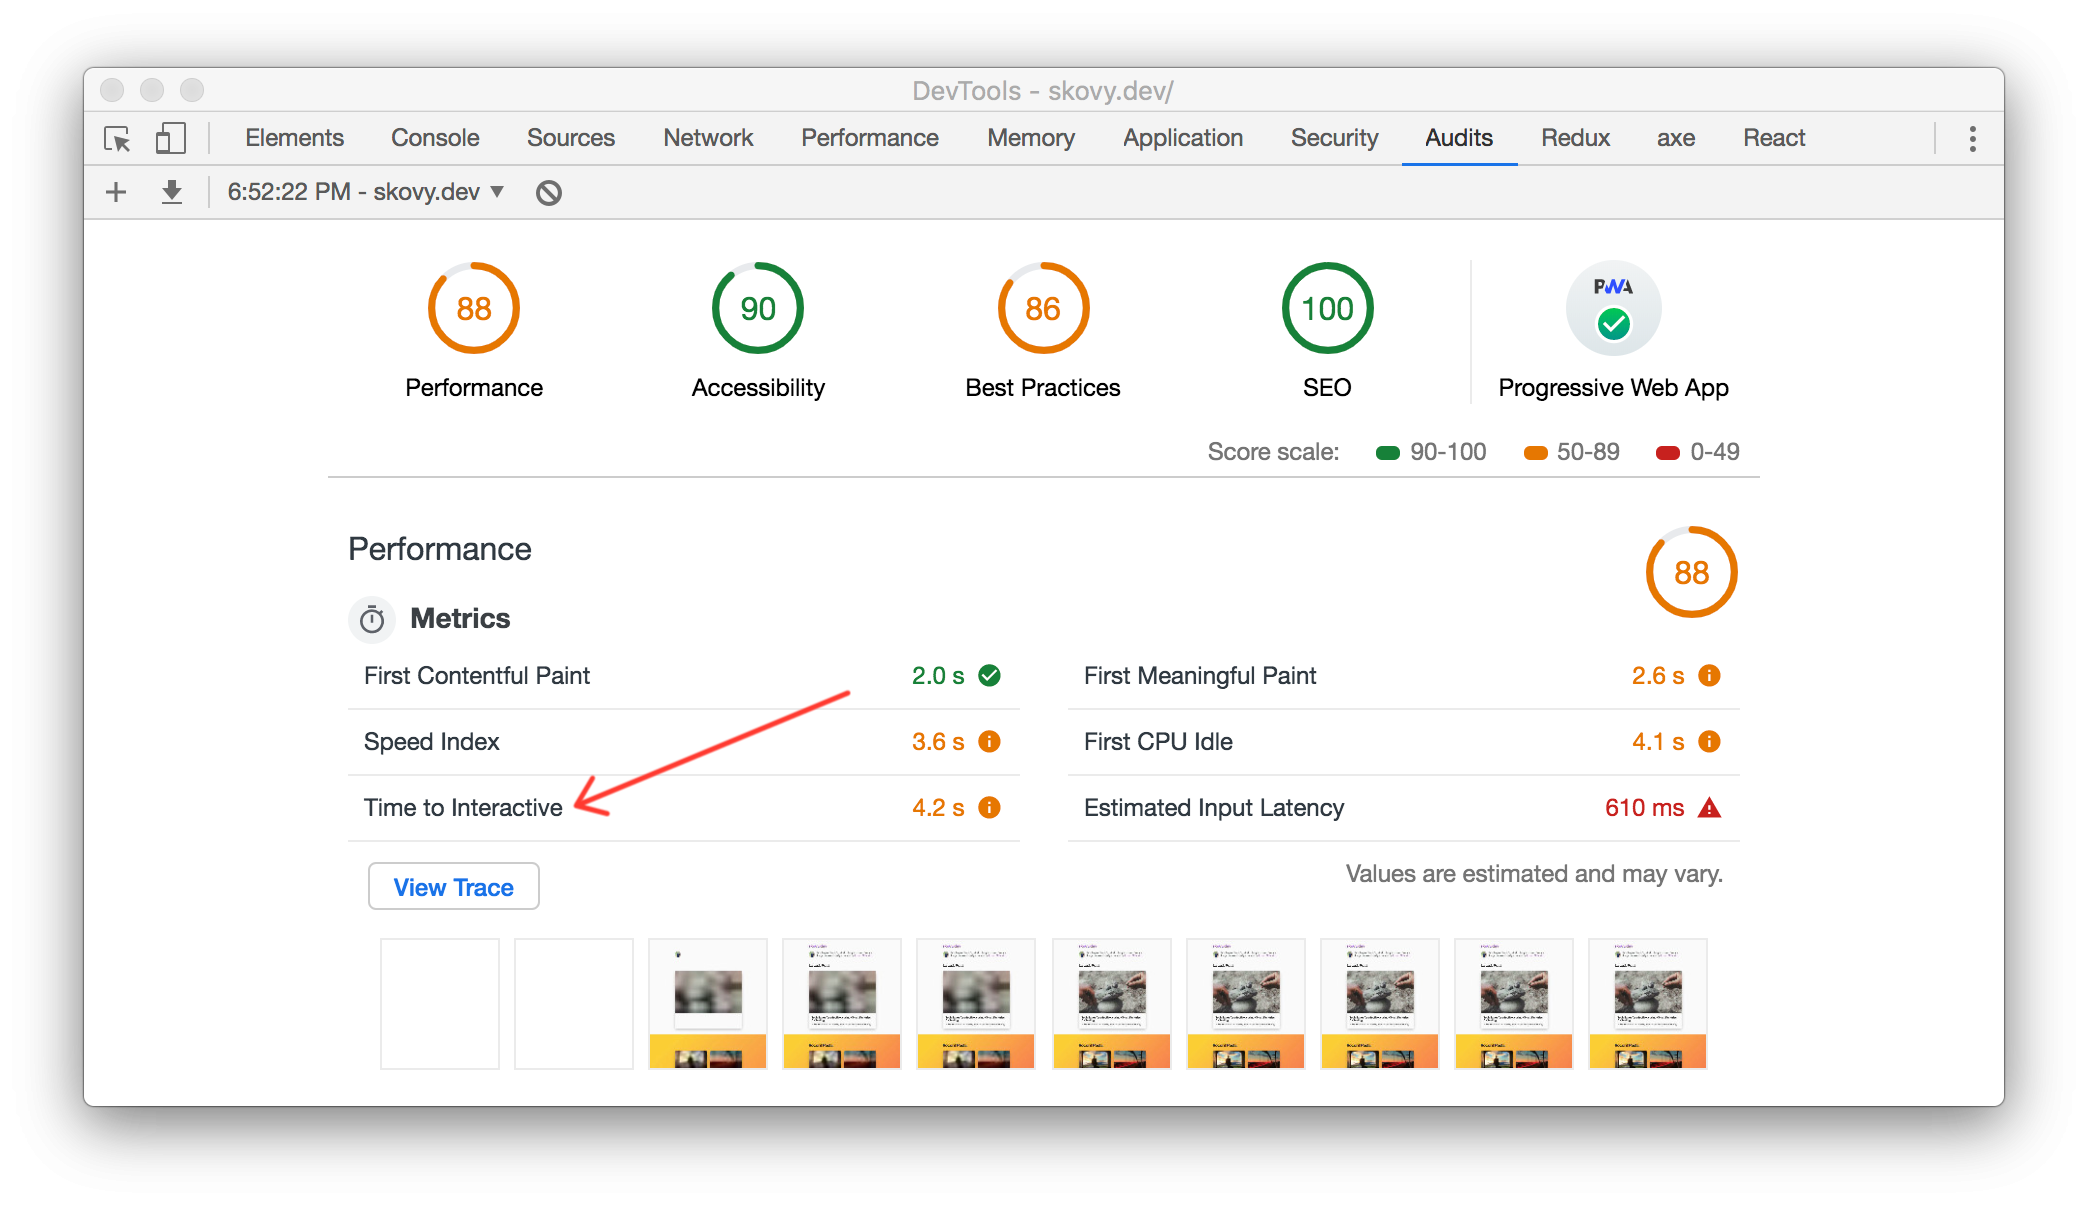 DevTools - skovy.dev/
Elements Console Sources Network Performance Memory Application Security Audits Redux axe React
6:52:22 PM - skovy.dev
88 90 86 100 PWA
Performance Accessibility Best Practices SEO Progressive Web App
Score scale: 90-100 50-89 0-49
Performance
88
Metrics
First Contentful Paint 2.0 s First Meaningful Paint 2.6 s
Speed Index 3.6 s First CPU Idle 4.1 s
Time to Interactive 4.2 s Estimated Input Latency 610 ms
View Trace
Values are estimated and may vary.